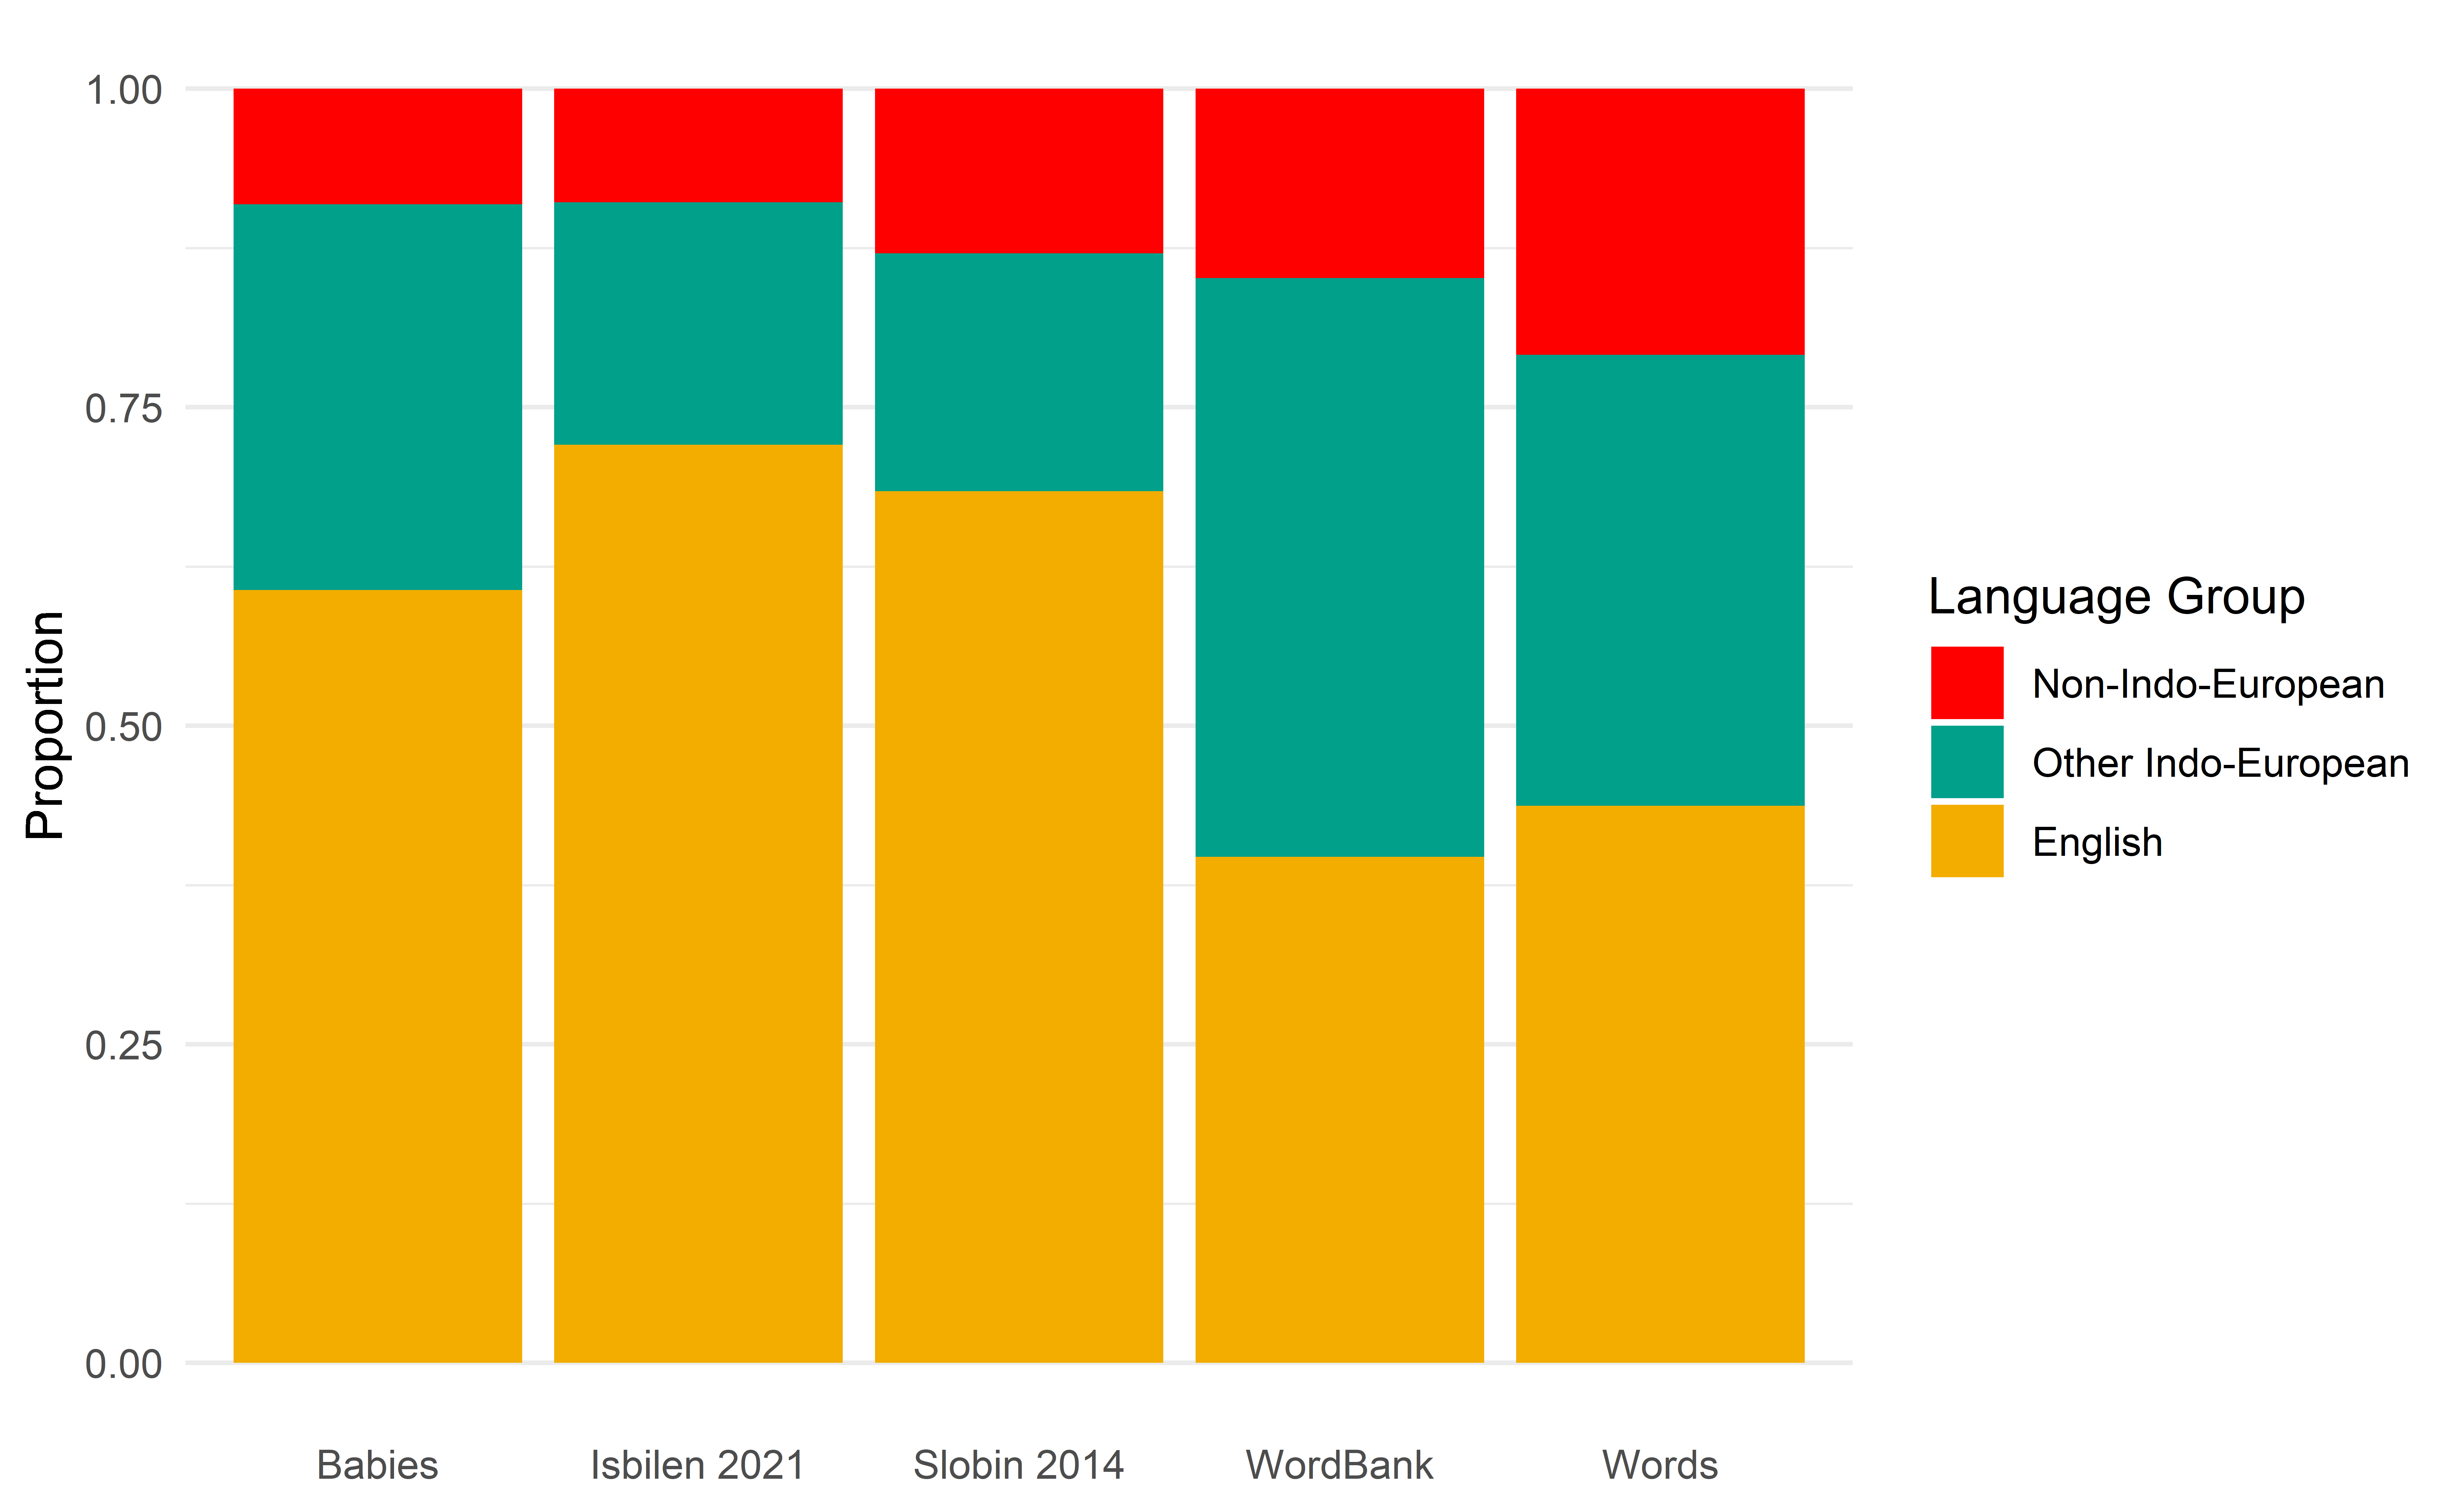 1.00
0.75
0.50
0.25
0.00
Proportion
Babies
Isbilen 2021
Slobin 2014
WordBank
Words
Language Group
Non-Indo-European
Other Indo-European
English